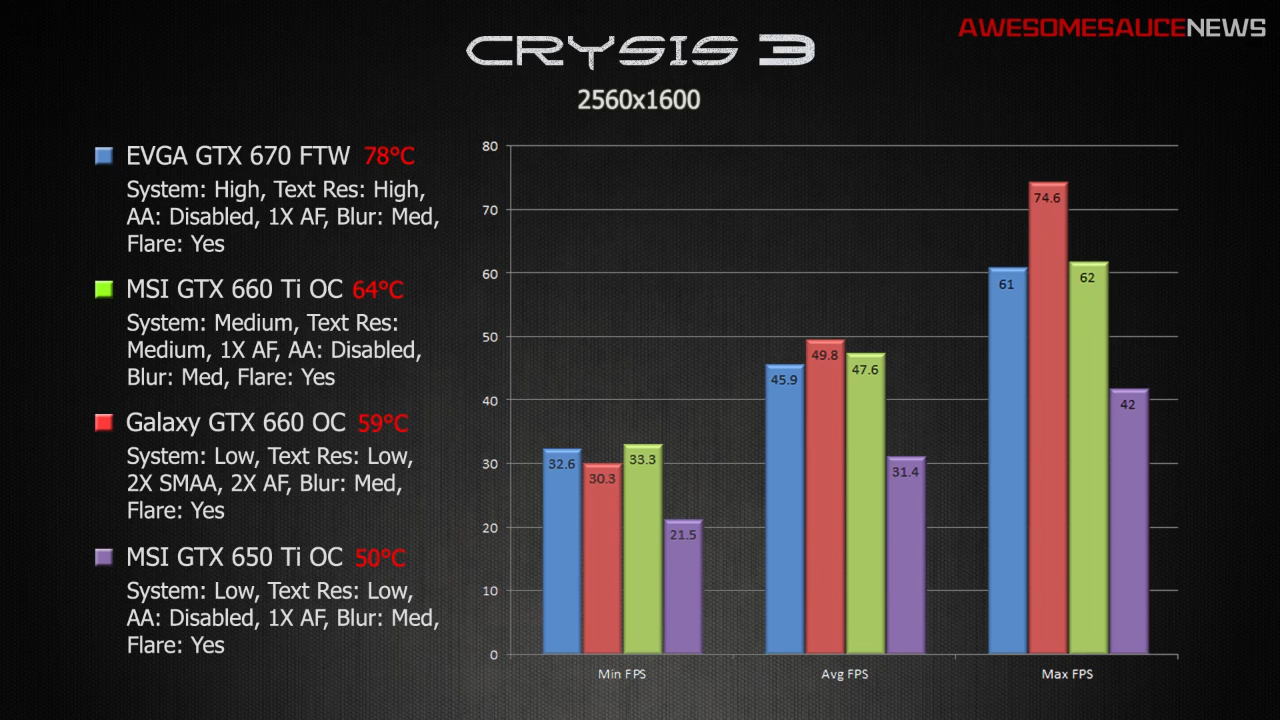 AWESOMESAUCENEWS
CRYSIS 3
2560x1600
EVGA GTX 670 FTW 78°C
System: High, Text Res: High,
AA: Disabled, 1X AF, Blur: Med,
Flare: Yes
MSI GTX 660 Ti OC 64°C
System: Medium, Text Res:
Medium, 1X AF, AA: Disabled,
Blur: Med, Flare: Yes
Galaxy GTX 660 OC 59°C
System: Low, Text Res: Low,
2X SMAA, 2X AF, Blur: Med,
Flare: Yes
MSI GTX 650 Ti OC 50°C
System: Low, Text Res: Low,
AA: Disabled, 1X AF, Blur: Med,
Flare: Yes
80
70
60
50
40
30
20
10
0
32.6
30.3
33.3
21.5
45.9
49.8
47.6
31.4
61
74.6
62
42
Min FPS
Avg FPS
Max FPS